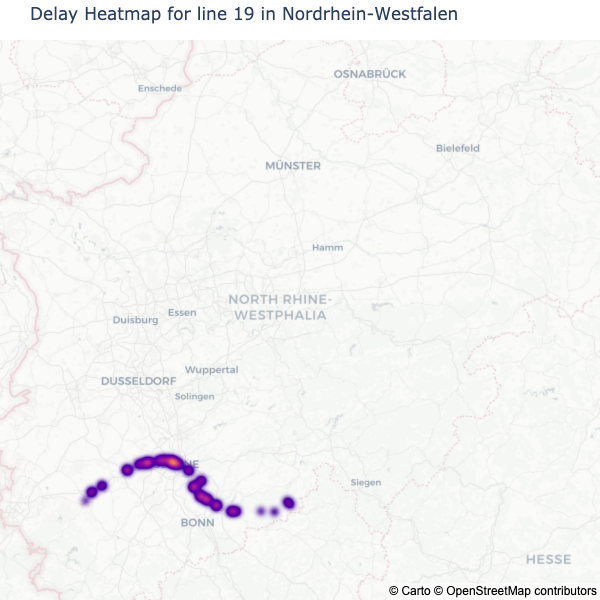 Delay Heatmap for line 19 in Nordrhein-Westfalen
OSNABRÜCK
Enschede
Bielefeld
MÜNSTER
Hamm
NORTH RHINE-
WESTPHALIA
Essen
Duisburg
Wuppertal
DUSSELDORF
Solingen
Siegen
BONN
HESSE
© Carto © OpenStreetMap contributors